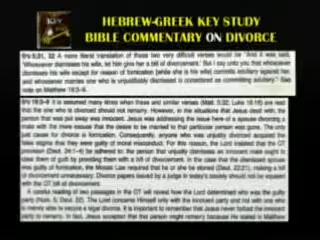 KEY
HEBREW-GREEK KEY STUDY
BIBLE COMMENTARY ON DIVORCE
5:31, 32 A more literal translation of these two very difficult verses would be "And it was said,
'Whosoever dismisses his wife, let him give her a bill of divorcement.' But I say unto you that whosoever
dismisses his wife except for reason of fornication (while she is his wife) commits adultery against her,
and whosoever marries one who is unjustifiably dismissed is considered as committing adultery." See
note on Matthew 19:3-9.
19:3-9 It is assumed many times when these and similar verses (Matt. 5:32; Luke 16:18) are read
that the one who is divorced should not remarry. However, in the situations that Jesus dealt with, the
person that was put away was innocent. Jesus was addressing the issue here of a spouse divorcing a
mate with the mere excuse that the desire to be married to that particular person was gone. The only
just cause for divorce is fornication. Consequently, anyone who was unjustly divorced acquired the
false stigma that they were guilty of moral misconduct. For this reason, the Lord insisted that the OT
provision (Deut. 24:1-4) be adhered to the person that unjustly dismisses an innocent mate ought to
clear them of guilt by providing them with a bill of divorcement. In the case that the dismissed spouse
was guilty of fornication, the Mosaic Law required that he or she be stoned (Deut. 22:21), making a bill
of divorcement unnecessary. Divorce papers issued by a judge in today's society should not be equated
with the OT bill of divorcement.
A careful reading of two passages in the OT will reveal how the Lord determined who was the guilty
party (Num. 5; Deut. 22). The Lord concerns Himself only with the innocent party and not with one who
is merely able to secure a legal divorce. It is important to remember that Jesus never forbad the innocent
party to remarry. In fact, Jesus accepted that this person might remarry because He stated in Matthew